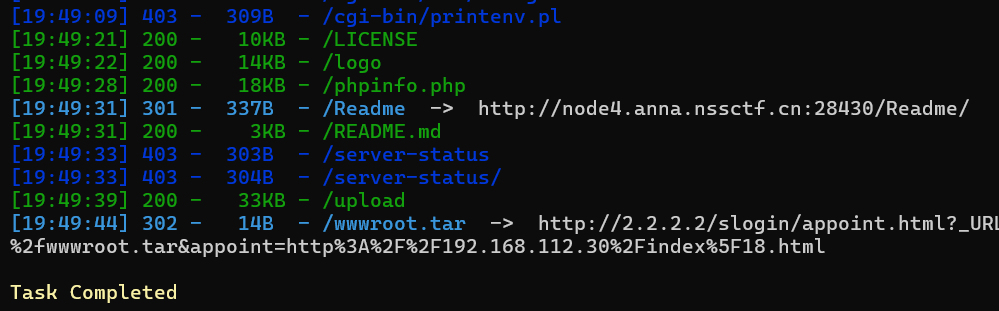 [19:49:09] 403 -  309B  - /cgi-bin/printenv.pl
[19:49:21] 200 -   10KB - /LICENSE
[19:49:22] 200 -   14KB - /logo
[19:49:28] 200 -   18KB - /phpinfo.php
[19:49:31] 301 -  337B  - /Readme  ->  http://node4.anna.nssctf.cn:28430/Readme/
[19:49:31] 200 -    3KB - /README.md
[19:49:33] 403 -  303B  - /server-status
[19:49:33] 403 -  304B  - /server-status/
[19:49:39] 200 -   33KB - /upload
[19:49:44] 302 -   14B  - /wwwroot.tar  ->  http://2.2.2.2/slogin/appoint.html?_URL
%2fwwwroot.tar&appoint=http%3A%2F%2F192.168.112.30%2Findex%5F18.html
Task Completed